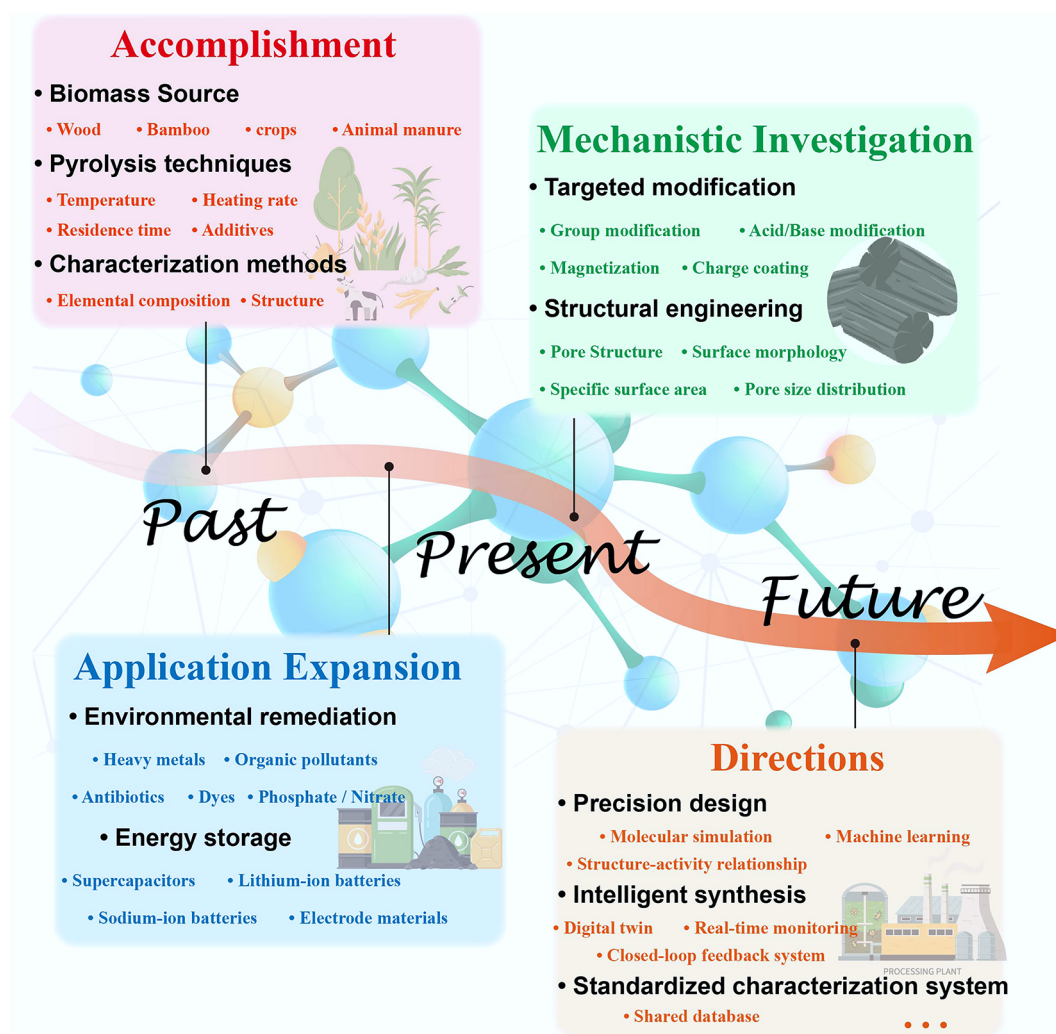 Accomplishment
• Biomass Source
• Wood • Bamboo • crops • Animal manure
• Pyrolysis techniques
• Temperature • Heating rate
• Residence time • Additives
• Characterization methods
• Elemental composition • Structure
Mechanistic Investigation
• Targeted modification
• Group modification • Acid/Base modification
• Magnetization • Charge coating
• Structural engineering
• Pore Structure • Surface morphology
• Specific surface area • Pore size distribution
Past
Present
Future
Application Expansion
• Environmental remediation
• Heavy metals • Organic pollutants
• Antibiotics • Dyes • Phosphate / Nitrate
• Energy storage
• Supercapacitors • Lithium-ion batteries
• Sodium-ion batteries • Electrode materials
Directions
• Precision design
• Molecular simulation • Machine learning
• Structure-activity relationship
• Intelligent synthesis
• Digital twin • Real-time monitoring
• Closed-loop feedback system
PROCESSING PLANT
• Standardized characterization system
• Shared database
• • •